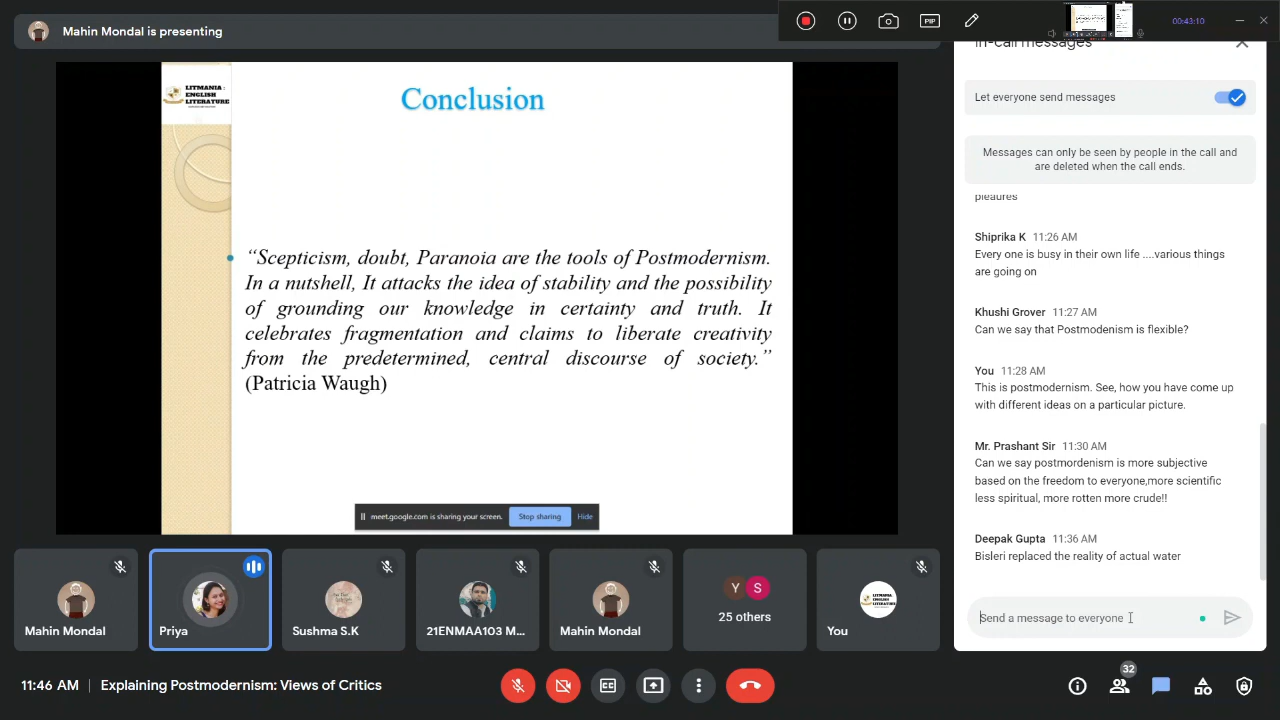 Mahin Mondal is presenting
PIP
00:43:10
LITMANIA :
ENGLISH
LITERATURE
Conclusion
“Scepticism, doubt, Paranoia are the tools of Postmodernism.
In a nutshell, It attacks the idea of stability and the possibility
of grounding our knowledge in certainty and truth. It
celebrates fragmentation and claims to liberate creativity
from the predetermined, central discourse of society.”
(Patricia Waugh)
meet.google.com is sharing your screen.
Stop sharing
Hide
Mahin Mondal
Priya
Sushma S.K
21ENMAA103 M...
Mahin Mondal
Y S
25 others
LITMANIA
ENGLISH
LITERATURE
You
11:46 AM | Explaining Postmodernism: Views of Critics
In-call messages
Let everyone send messages
Messages can only be seen by people in the call and
are deleted when the call ends.
pleaures
Shiprika K 11:26 AM
Every one is busy in their own life ....various things
are going on
Khushi Grover 11:27 AM
Can we say that Postmodenism is flexible?
You 11:28 AM
This is postmodernism. See, how you have come up
with different ideas on a particular picture.
Mr. Prashant Sir 11:30 AM
Can we say postmordenism is more subjective
based on the freedom to everyone,more scientific
less spiritual, more rotten more crude!!
Deepak Gupta 11:36 AM
Bisleri replaced the reality of actual water
Send a message to everyone
32